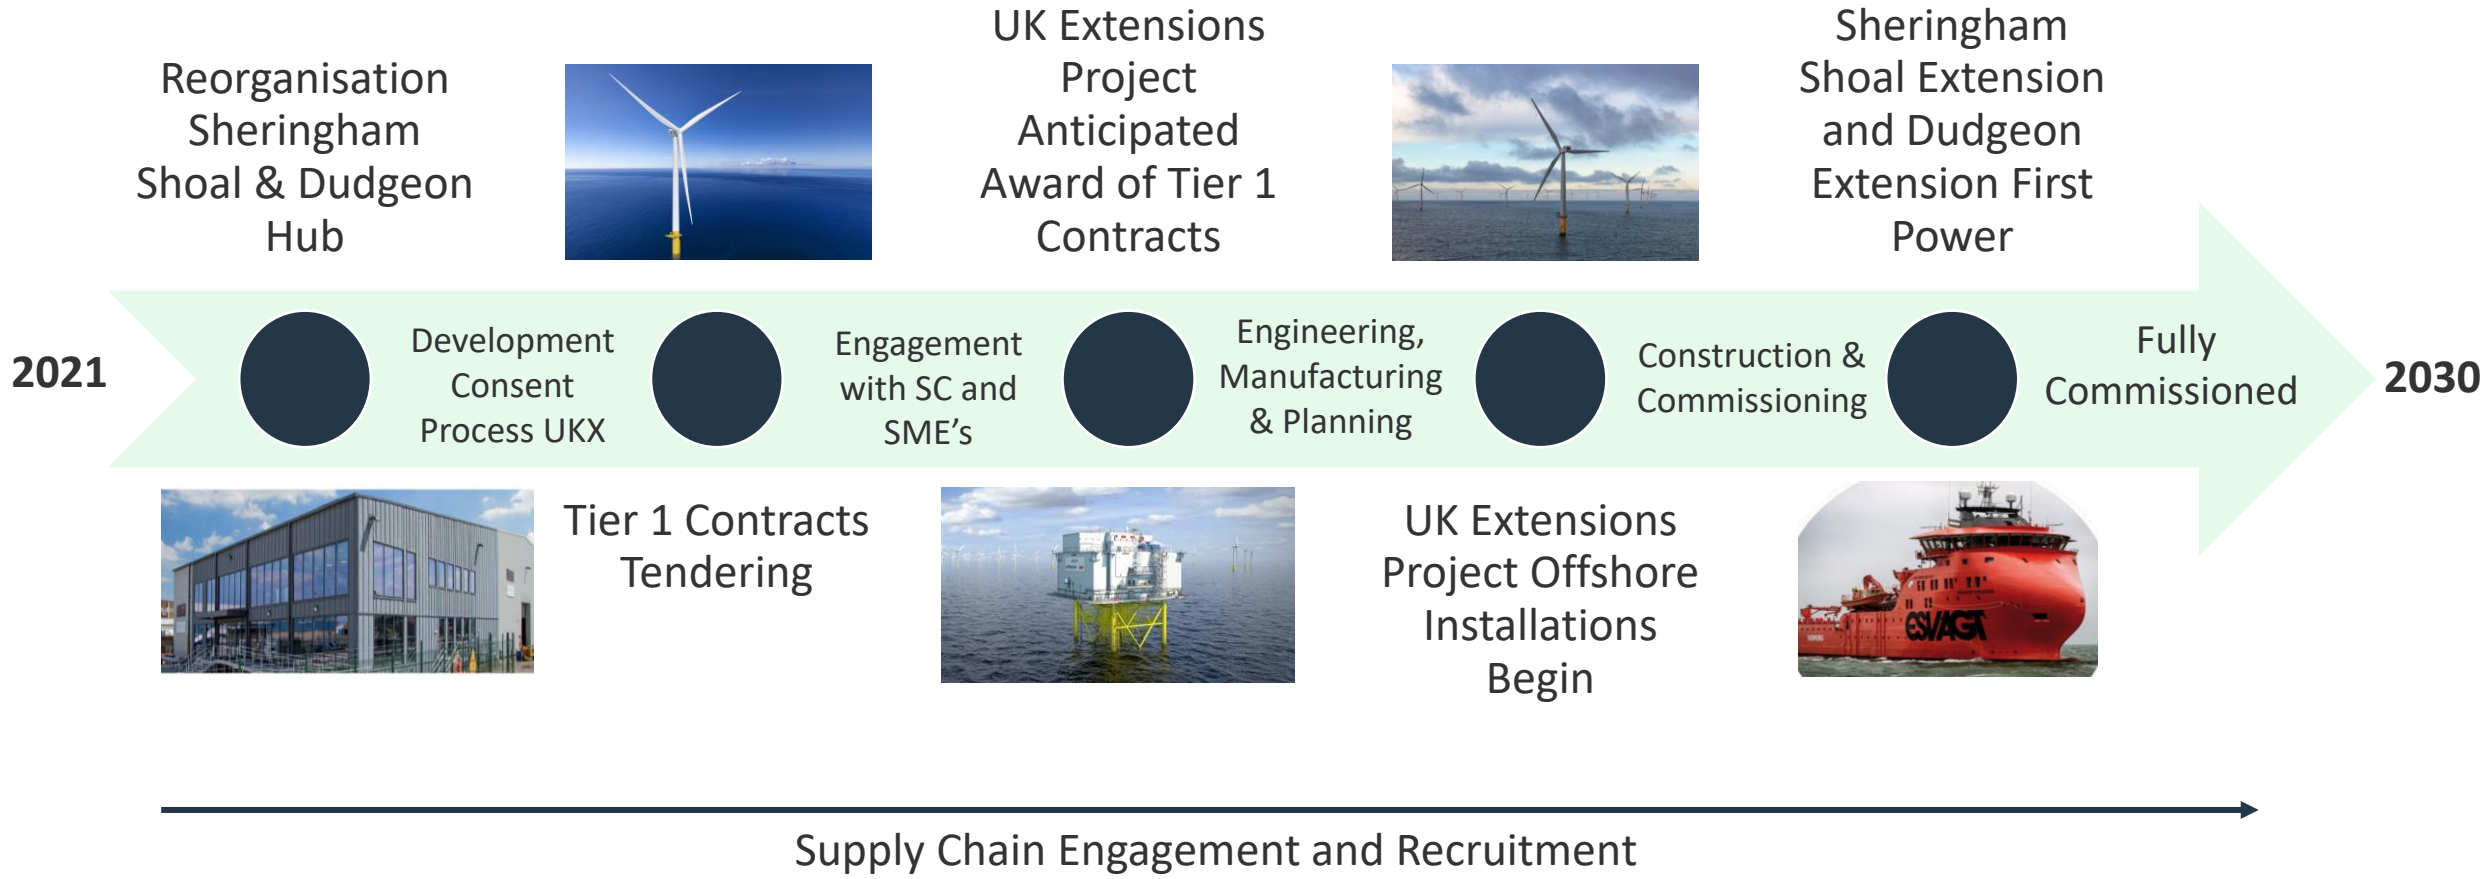 Reorganisation
Sheringham
Shoal & Dudgeon
Hub
UK Extensions
Project
Anticipated
Award of Tier 1
Contracts
Sheringham
Shoal Extension
and Dudgeon
Extension First
Power
2021
Development
Consent
Process UKX
Engagement
with SC and
SME’s
Engineering,
Manufacturing
& Planning
Construction &
Commissioning
Fully
Commissioned
2030
Tier 1 Contracts
Tendering
UK Extensions
Project Offshore
Installations
Begin
ESVAGT
SIEMENS
Supply Chain Engagement and Recruitment